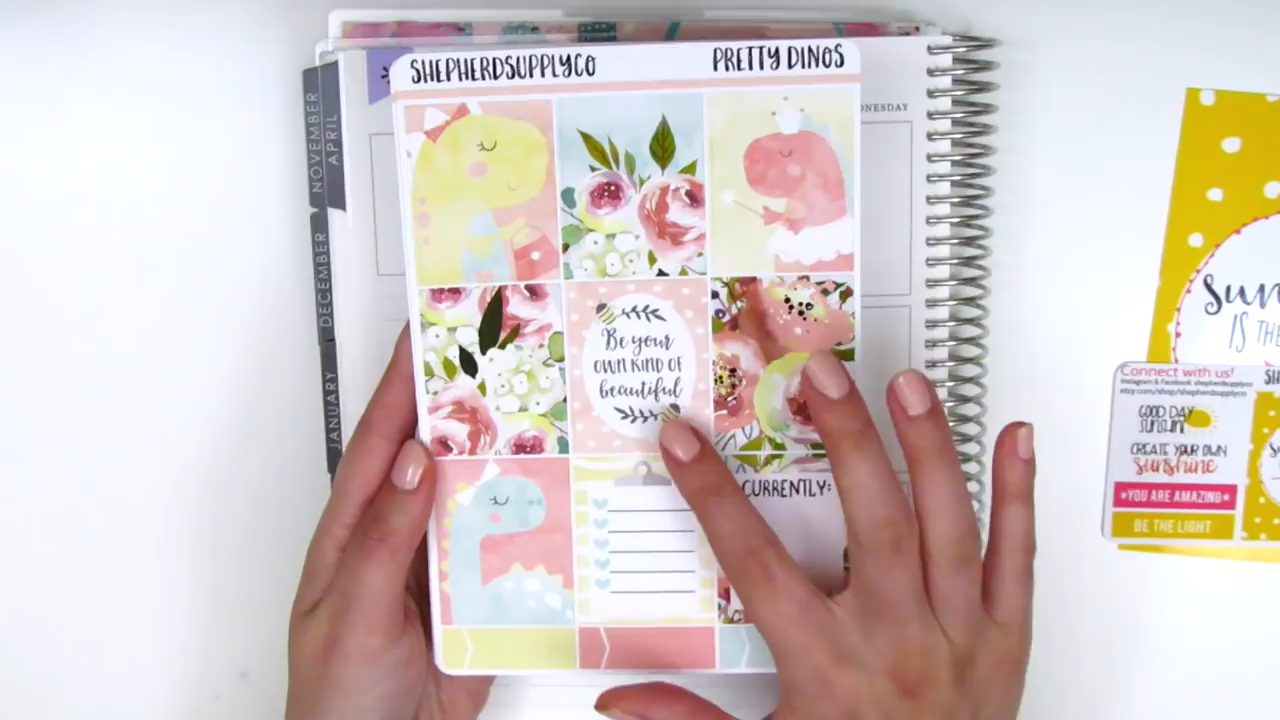 SHEPHERDSUPPLYCO
PRETTY DINOS
Be your
OWN KIND OF
beautiful
CURRENTLY:
NOVEMBER
APRIL
DECEMBER
JANUARY
Sun
IS THE
Connect with us!
Instagram & Facebook shepherdsupplyco
etsy.com/shop/shepherdsupplyco
GOOD DAY
SUNSHINE
CREATE YOUR OWN
sunshine
*YOU ARE AMAZING*
BE THE LIGHT